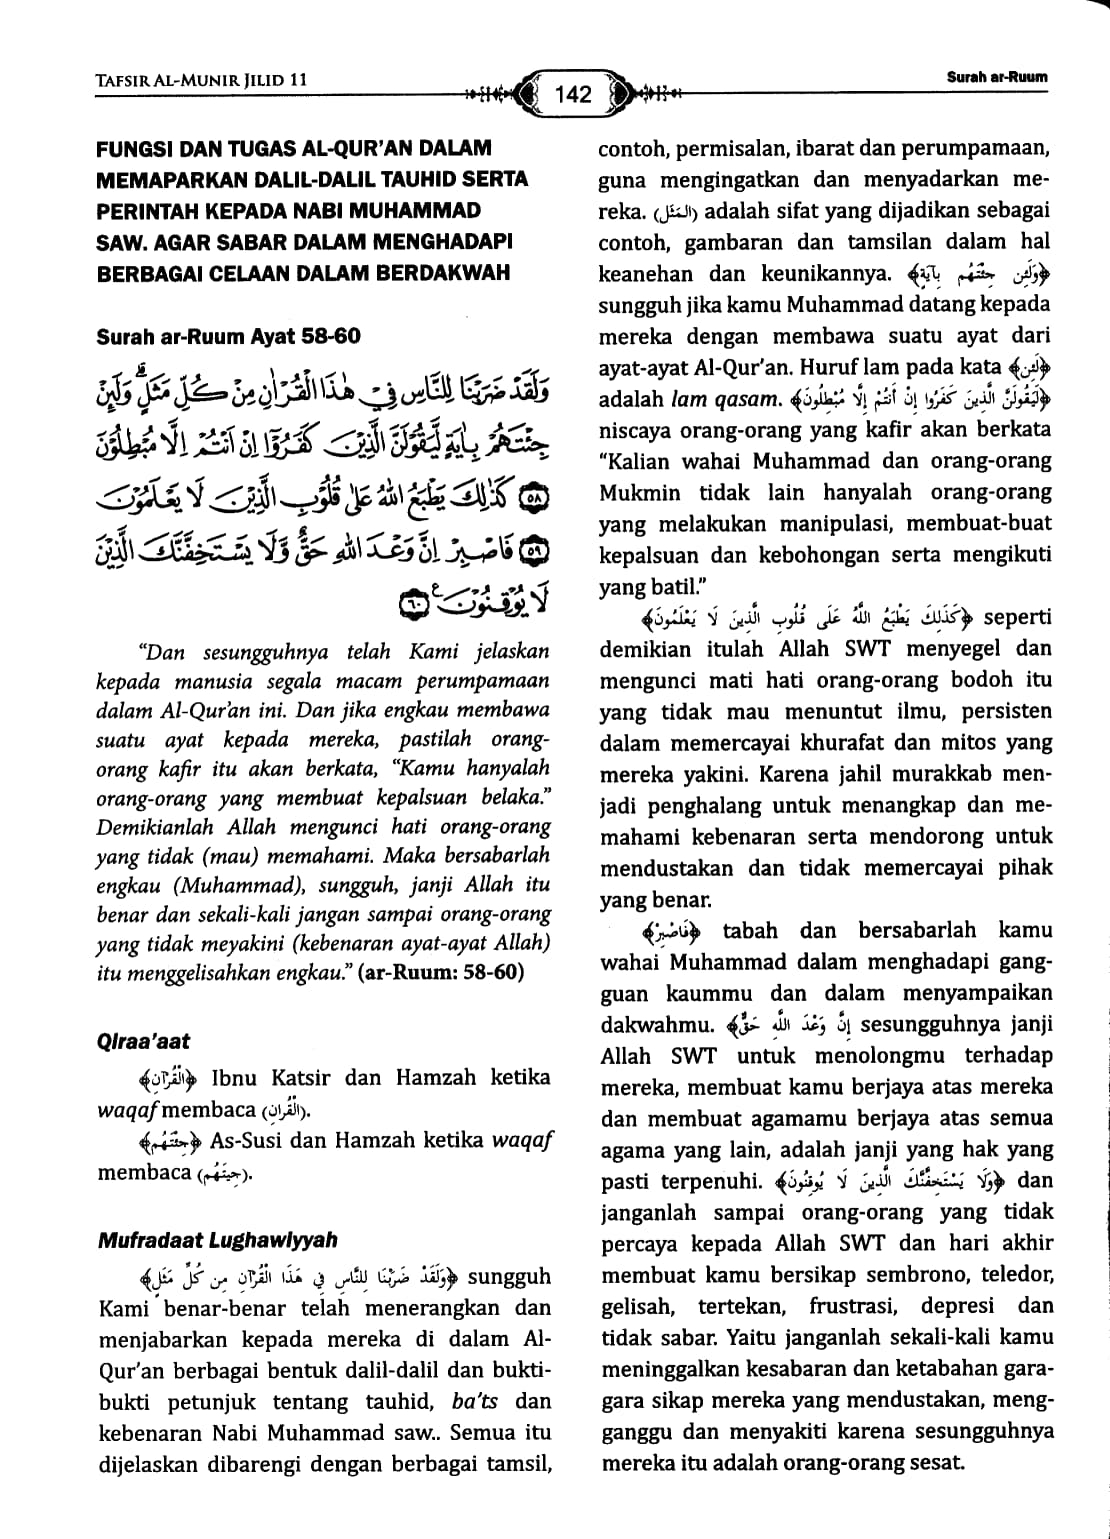 TAFSIR AL-MUNIR JILID 11
142
Surah ar-Ruum
FUNGSI DAN TUGAS AL-QUR'AN DALAM
MEMAPARKAN DALIL-DALIL TAUHID SERTA
PERINTAH KEPADA NABI MUHAMMAD
SAW. AGAR SABAR DALAM MENGHADAPI
BERBAGAI CELAAN DALAM BERDAKWAH
Surah ar-Ruum Ayat 58-60
وَلَقَدْ ضَرَبْنَا لِلنَّاسِ فِيْ هٰذَا الْقُرْاٰنِ مِنْ كُلِّ مَثَلٍۗ وَلَىِٕنْ
جِئْتَهُمْ بِاٰيَةٍ لَّيَقُوْلَنَّ الَّذِيْنَ كَفَرُوْٓا اِنْ اَنْتُمْ اِلَّا مُبْطِلُوْنَ
٥٨ كَذٰلِكَ يَطْبَعُ اللّٰهُ عَلٰى قُلُوْبِ الَّذِيْنَ لَا يَعْلَمُوْنَ
٥٩ فَاصْبِرْ اِنَّ وَعْدَ اللّٰهِ حَقٌّ وَّلَا يَسْتَخِفَّنَّكَ الَّذِيْنَ
لَا يُوْقِنُوْنَ ࣖ ٦٠
“Dan sesungguhnya telah Kami jelaskan
kepada manusia segala macam perumpamaan
dalam Al-Qur'an ini. Dan jika engkau membawa
suatu ayat kepada mereka, pastilah orang-
orang kafir itu akan berkata, “Kamu hanyalah
orang-orang yang membuat kepalsuan belaka.”
Demikianlah Allah mengunci hati orang-orang
yang tidak (mau) memahami. Maka bersabarlah
engkau (Muhammad), sungguh, janji Allah itu
benar dan sekali-kali jangan sampai orang-orang
yang tidak meyakini (kebenaran ayat-ayat Allah)
itu menggelisahkan engkau.” (ar-Ruum: 58-60)
Qiraa'aat
﴿الْقُرْآنِ﴾ Ibnu Katsir dan Hamzah ketika
waqaf membaca (الْقُرَانِ).
﴿جِئْتَهُم﴾ As-Susi dan Hamzah ketika waqaf
membaca (جِيْتَهُم).
Mufradaat Lughawiyyah
﴿وَلَقَدْ ضَرَبْنَا لِلنَّاسِ فِي هَذَا الْقُرْآنِ مِن كُلِّ مَثَلٍ﴾ sungguh
Kami benar-benar telah menerangkan dan
menjabarkan kepada mereka di dalam Al-
Qur'an berbagai bentuk dalil-dalil dan bukti-
bukti petunjuk tentang tauhid, ba'ts dan
kebenaran Nabi Muhammad saw.. Semua itu
dijelaskan dibarengi dengan berbagai tamsil,
contoh, permisalan, ibarat dan perumpamaan,
guna mengingatkan dan menyadarkan me-
reka. (الـمَثَل) adalah sifat yang dijadikan sebagai
contoh, gambaran dan tamsilan dalam hal
keanehan dan keunikannya. ﴿وَلَئِن جِئْتَهُم بِآيَةٍ﴾
sungguh jika kamu Muhammad datang kepada
mereka dengan membawa suatu ayat dari
ayat-ayat Al-Qur'an. Huruf lam pada kata ﴿لَئِن﴾
adalah lam qasam. ﴿لَيَقُولَنَّ الَّذِينَ كَفَرُوا إِنْ أَنتُمْ إِلَّا مُبْطِلُونَ﴾
niscaya orang-orang yang kafir akan berkata
“Kalian wahai Muhammad dan orang-orang
Mukmin tidak lain hanyalah orang-orang
yang melakukan manipulasi, membuat-buat
kepalsuan dan kebohongan serta mengikuti
yang batil.”
﴿كَذَلِكَ يَطْبَعُ اللَّهُ عَلَى قُلُوبِ الَّذِينَ لَا يَعْلَمُونَ﴾ seperti
demikian itulah Allah SWT menyegel dan
mengunci mati hati orang-orang bodoh itu
yang tidak mau menuntut ilmu, persisten
dalam memercayai khurafat dan mitos yang
mereka yakini. Karena jahil murakkab men-
jadi penghalang untuk menangkap dan me-
mahami kebenaran serta mendorong untuk
mendustakan dan tidak memercayai pihak
yang benar.
﴿فَاصْبِرْ﴾ tabah dan bersabarlah kamu
wahai Muhammad dalam menghadapi gang-
guan kaummu dan dalam menyampaikan
dakwahmu. ﴿إِنَّ وَعْدَ اللَّهِ حَقٌّ﴾ sesungguhnya janji
Allah SWT untuk menolongmu terhadap
mereka, membuat kamu berjaya atas mereka
dan membuat agamamu berjaya atas semua
agama yang lain, adalah janji yang hak yang
pasti terpenuhi. ﴿وَلَا يَسْتَخِفَّنَّكَ الَّذِينَ لَا يُوقِنُونَ﴾ dan
janganlah sampai orang-orang yang tidak
percaya kepada Allah SWT dan hari akhir
membuat kamu bersikap sembrono, teledor,
gelisah, tertekan, frustrasi, depresi dan
tidak sabar. Yaitu janganlah sekali-kali kamu
meninggalkan kesabaran dan ketabahan gara-
gara sikap mereka yang mendustakan, meng-
ganggu dan menyakiti karena sesungguhnya
mereka itu adalah orang-orang sesat.